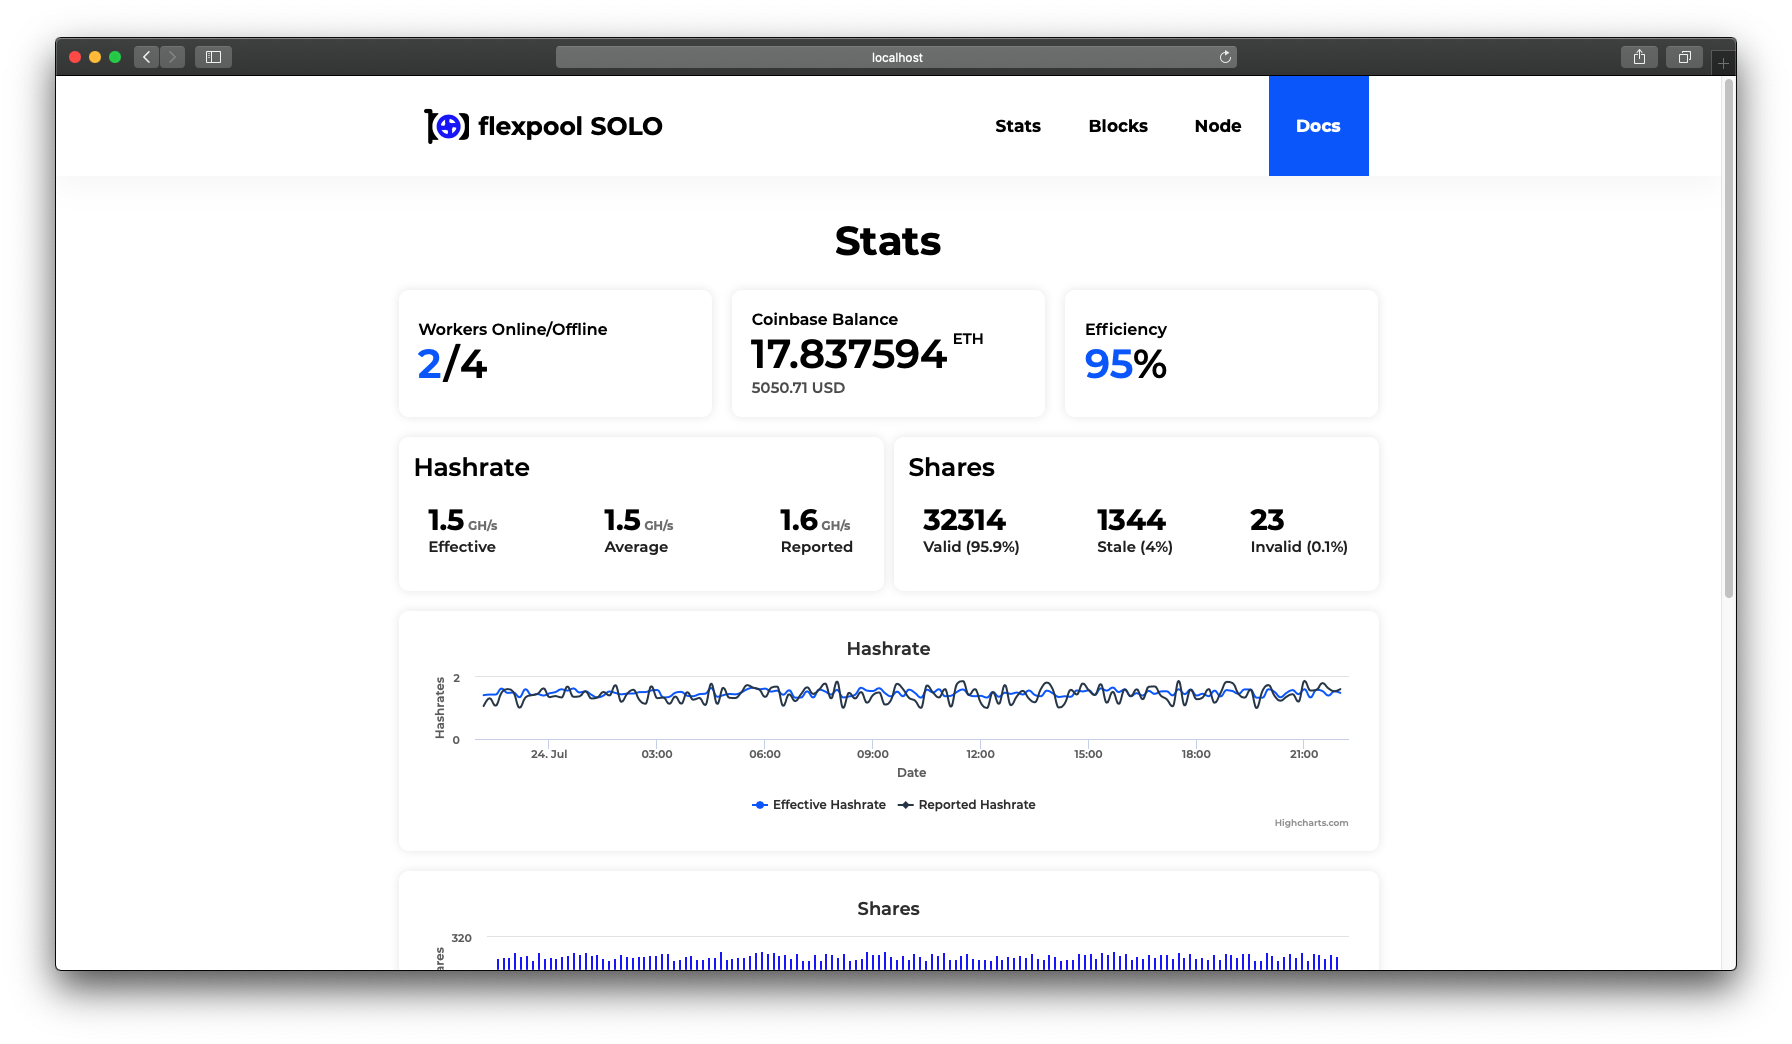 localhost
flexpool SOLO
Stats
Blocks
Node
Docs
Stats
Workers Online/Offline
2/4
Coinbase Balance
17.837594 ETH
5050.71 USD
Efficiency
95%
Hashrate
1.5 GH/s
Effective
1.5 GH/s
Average
1.6 GH/s
Reported
Shares
32314
Valid (95.9%)
1344
Stale (4%)
23
Invalid (0.1%)
Hashrate
Hashrates
2
0
24. Jul
03:00
06:00
09:00
12:00
15:00
18:00
21:00
Date
Effective Hashrate
Reported Hashrate
Highcharts.com
Shares
320